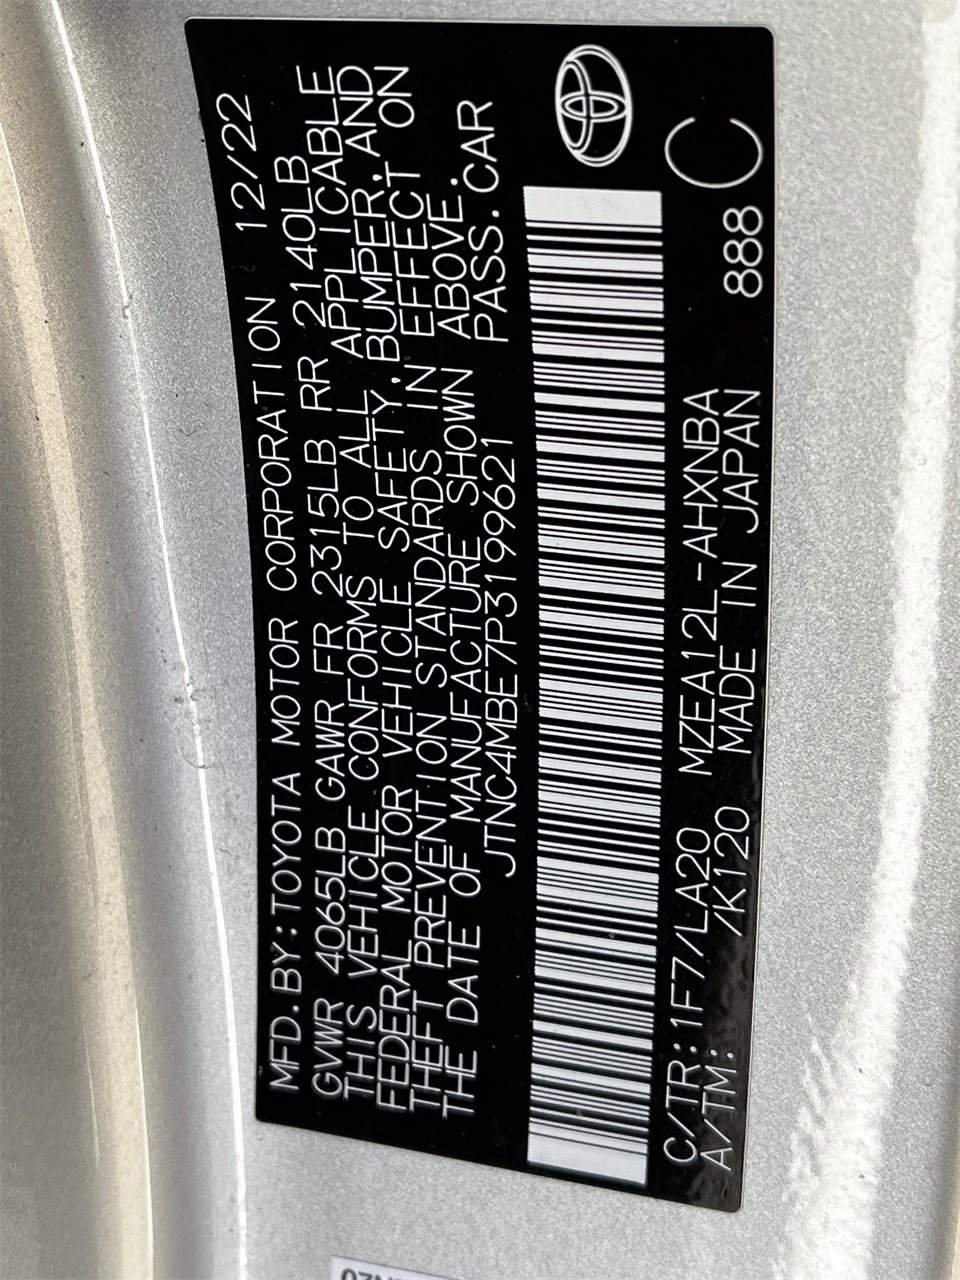 MFD.BY:TOYOTA MOTOR CORPORATION 12/22
GVWR 4065LB GAWR FR 2315LB RR 2140LB
THIS VEHICLE CONFORMS TO ALL APPLICABLE
FEDERAL MOTOR VEHICLE SAFETY, BUMPER, AND
THEFT PREVENTION STANDARDS IN EFFECT ON
THE DATE OF MANUFACTURE SHOWN ABOVE.
JTNC4MBE7P3199621 PASS.CAR
C/TR:1F7/LA20 MZEA12L-AHXNBA 888 C
A/TM: /K120 MADE IN JAPAN